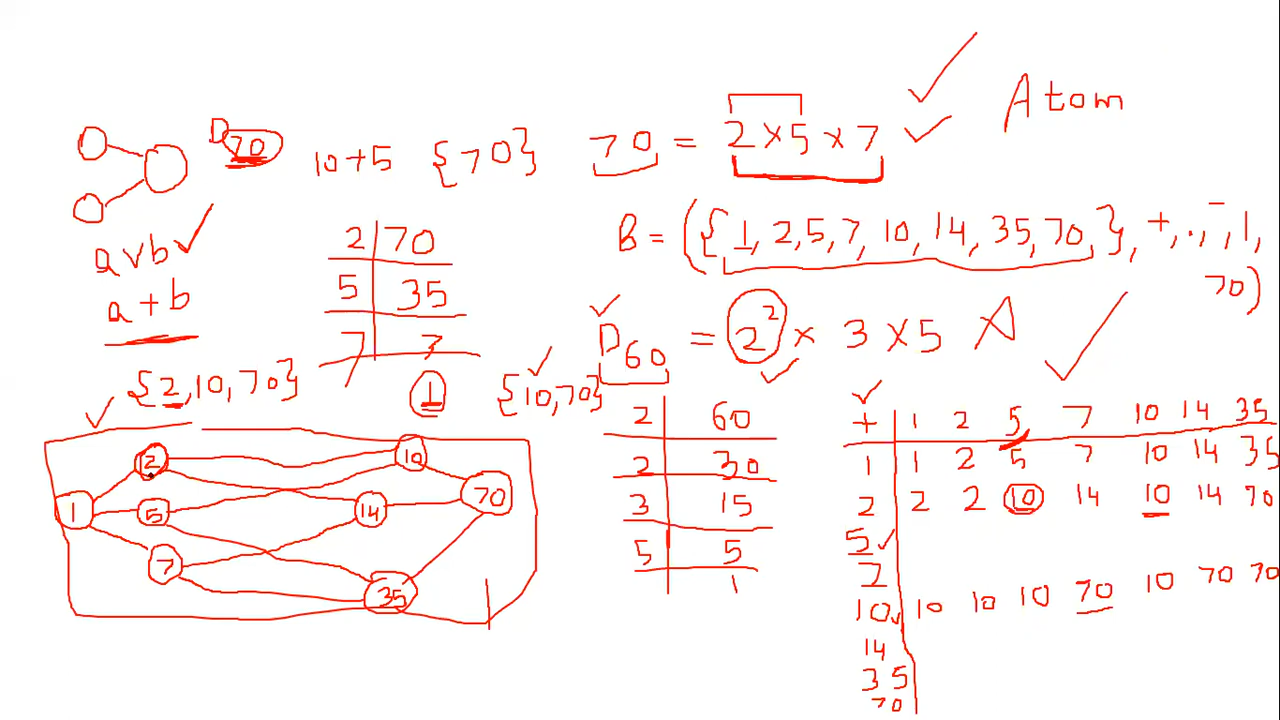 Atom
D70
10+5 {70} 70 = 2×5×7
a∨b
a+b
B = ({1, 2, 5, 7, 10, 14, 35, 70}, +, ., ‾, 1,
70)
2 | 70
5 | 35
7 | 7
1
D60 = 2² × 3 × 5
{2, 10, 70}
{10, 70}
2 | 60
2 | 30
3 | 15
5 | 5
1
+ | 1 2 5 7 10 14 35
1 | 1 2 5 7 10 14 35
2 | 2 2 10 14 10 14 70
5
7
10 | 10 10 10 70 10 70 70
14
35
70
2 10
1 5 14 70
7
35